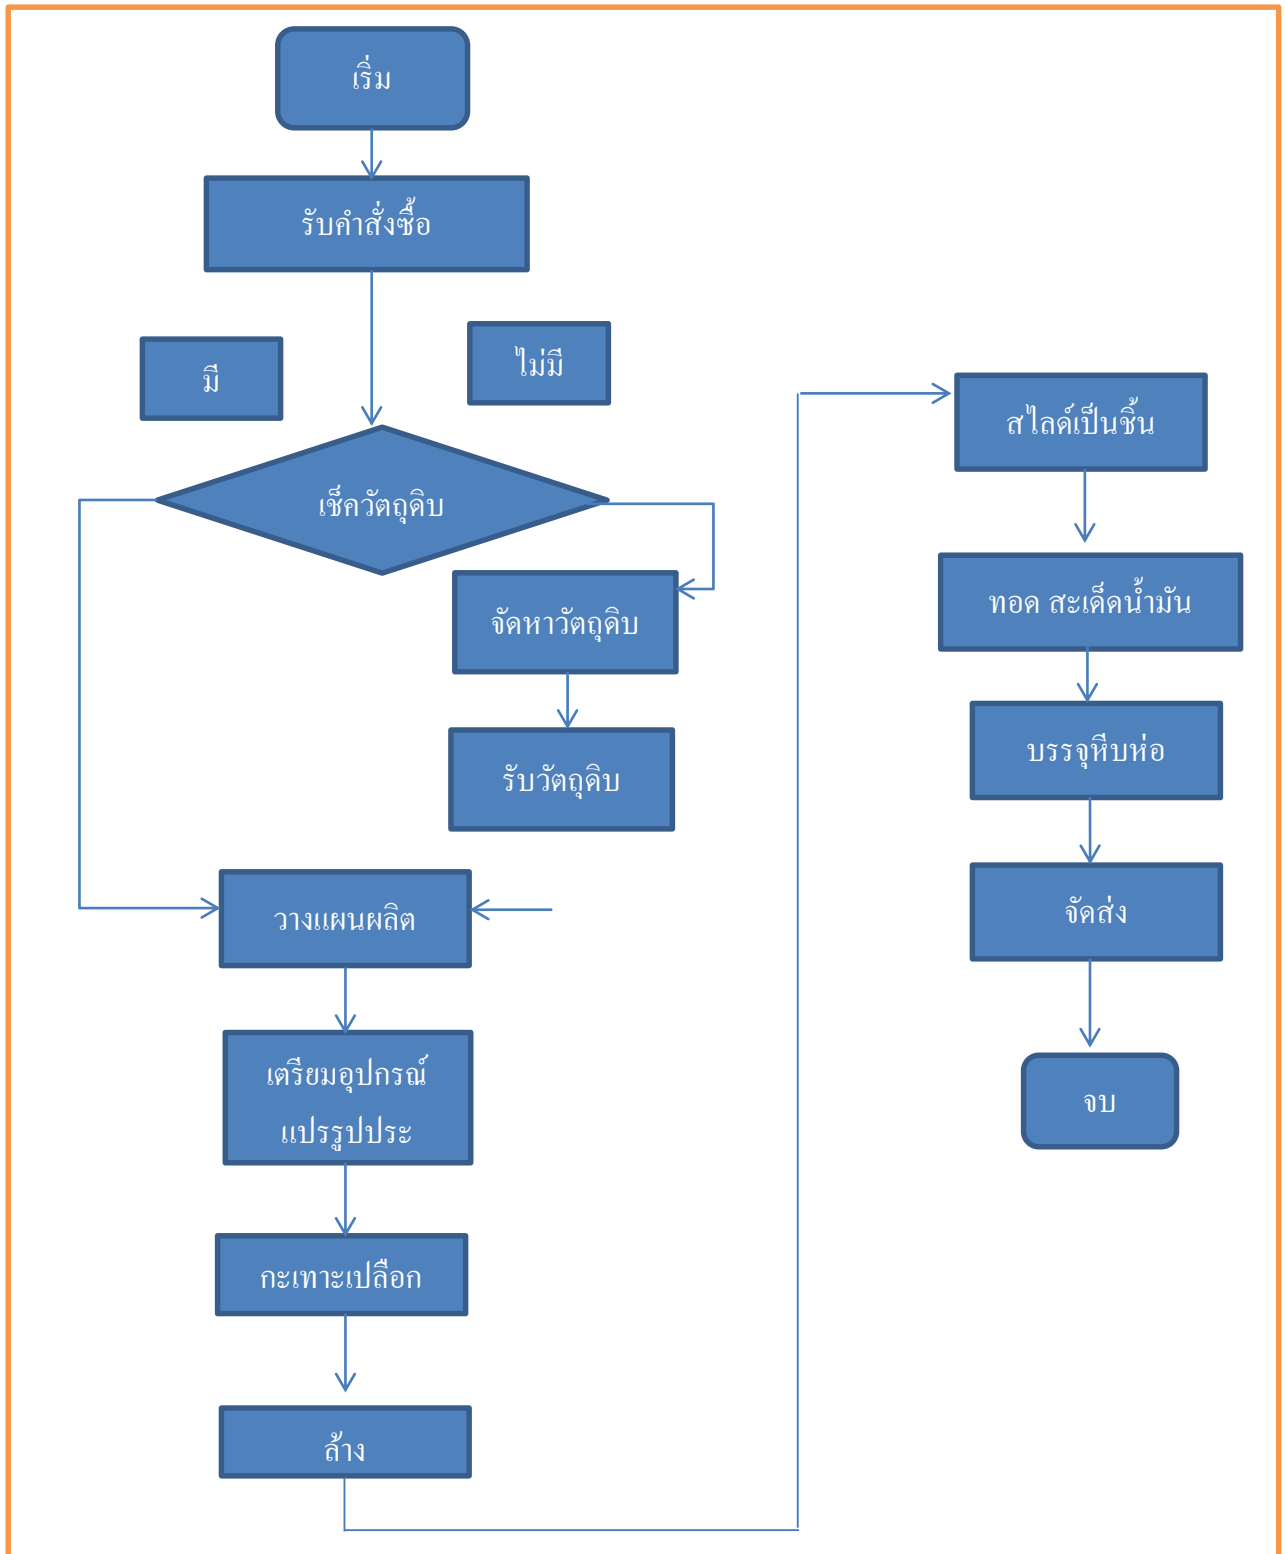 เริ่ม
รับคำสั่งซื้อ
มี
ไม่มี
เช็ควัตถุดิบ
จัดหาวัตถุดิบ
รับวัตถุดิบ
วางแผนผลิต
เตรียมอุปกรณ์
แปรรูปประ
กะเทาะเปลือก
ล้าง
สไลด์เป็นชิ้น
ทอด สะเด็ดน้ำมัน
บรรจุหีบห่อ
จัดส่ง
จบ